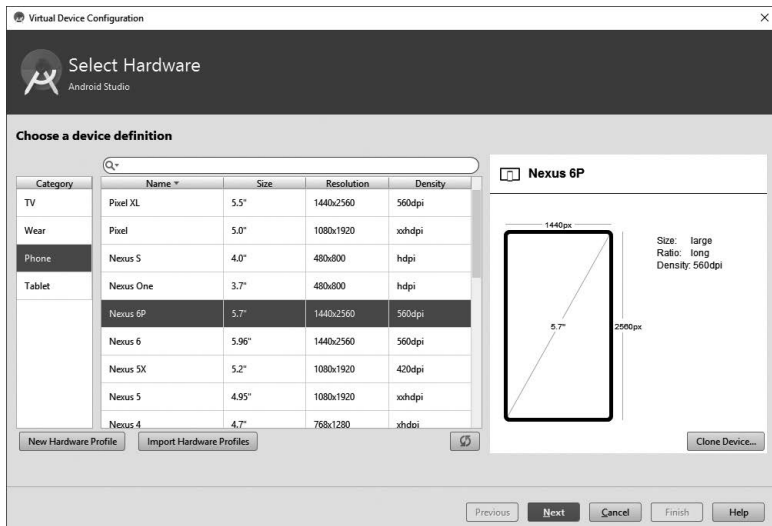 Virtual Device Configuration
Select Hardware
Android Studio
Choose a device definition
Category
TV
Wear
Phone
Tablet
Name Size Resolution Density
Pixel XL 5.5" 1440x2560 560dpi
Pixel 5.0" 1080x1920 xxhdpi
Nexus S 4.0" 480x800 hdpi
Nexus One 3.7" 480x800 hdpi
Nexus 6P 5.7" 1440x2560 560dpi
Nexus 6 5.96" 1440x2560 560dpi
Nexus 5X 5.2" 1080x1920 420dpi
Nexus 5 4.95" 1080x1920 xxhdpi
Nexus 4 4.7" 768x1280 xhdpi
New Hardware Profile Import Hardware Profiles
Nexus 6P
1440px
5.7"
2560px
Size: large
Ratio: long
Density: 560dpi
Clone Device...
Previous Next Cancel Finish Help